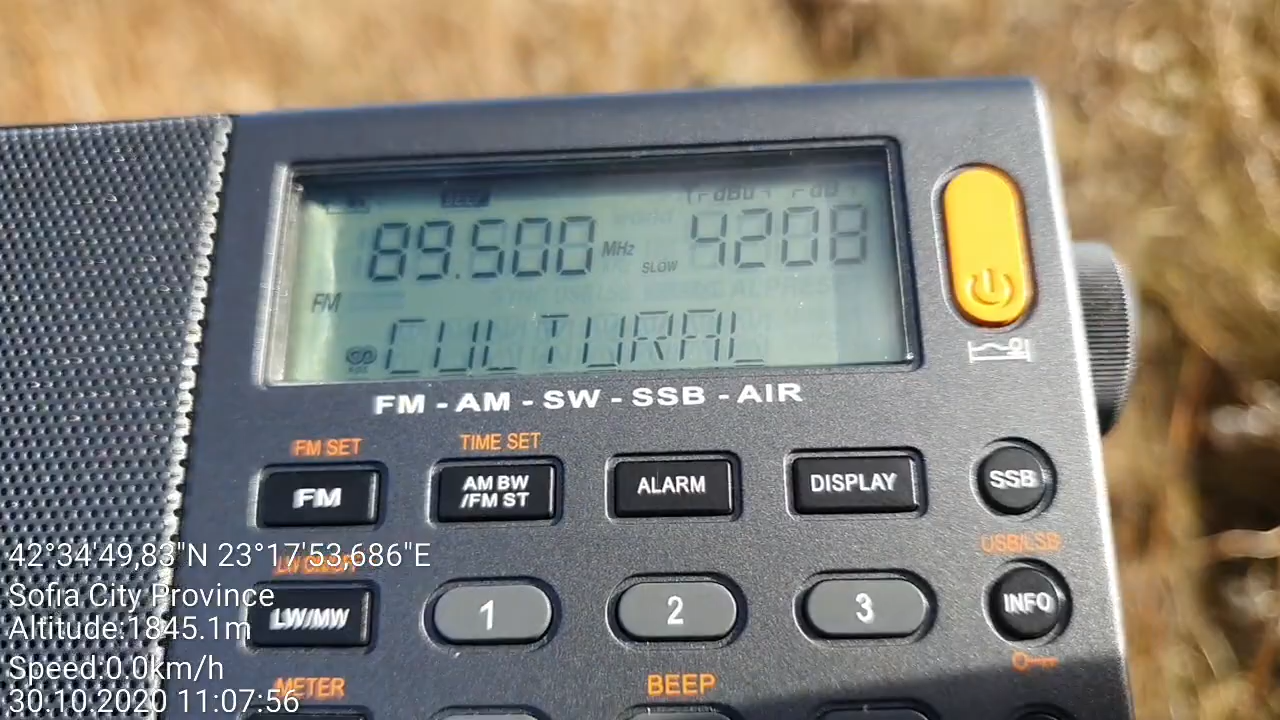 BEEP
89.500 MHz SLOW 4208
FM
CULTURAL
FM - AM - SW - SSB - AIR
FM SET TIME SET
FM AM BW /FM ST ALARM DISPLAY SSB
USB/LSB
42°34'49,83"N 23°17'53,686"E
Sofia City Province
LW/MW 1 2 3 INFO
Altitude:1845.1m
Speed:0.0km/h
METER BEEP
30.10.2020 11:07:56